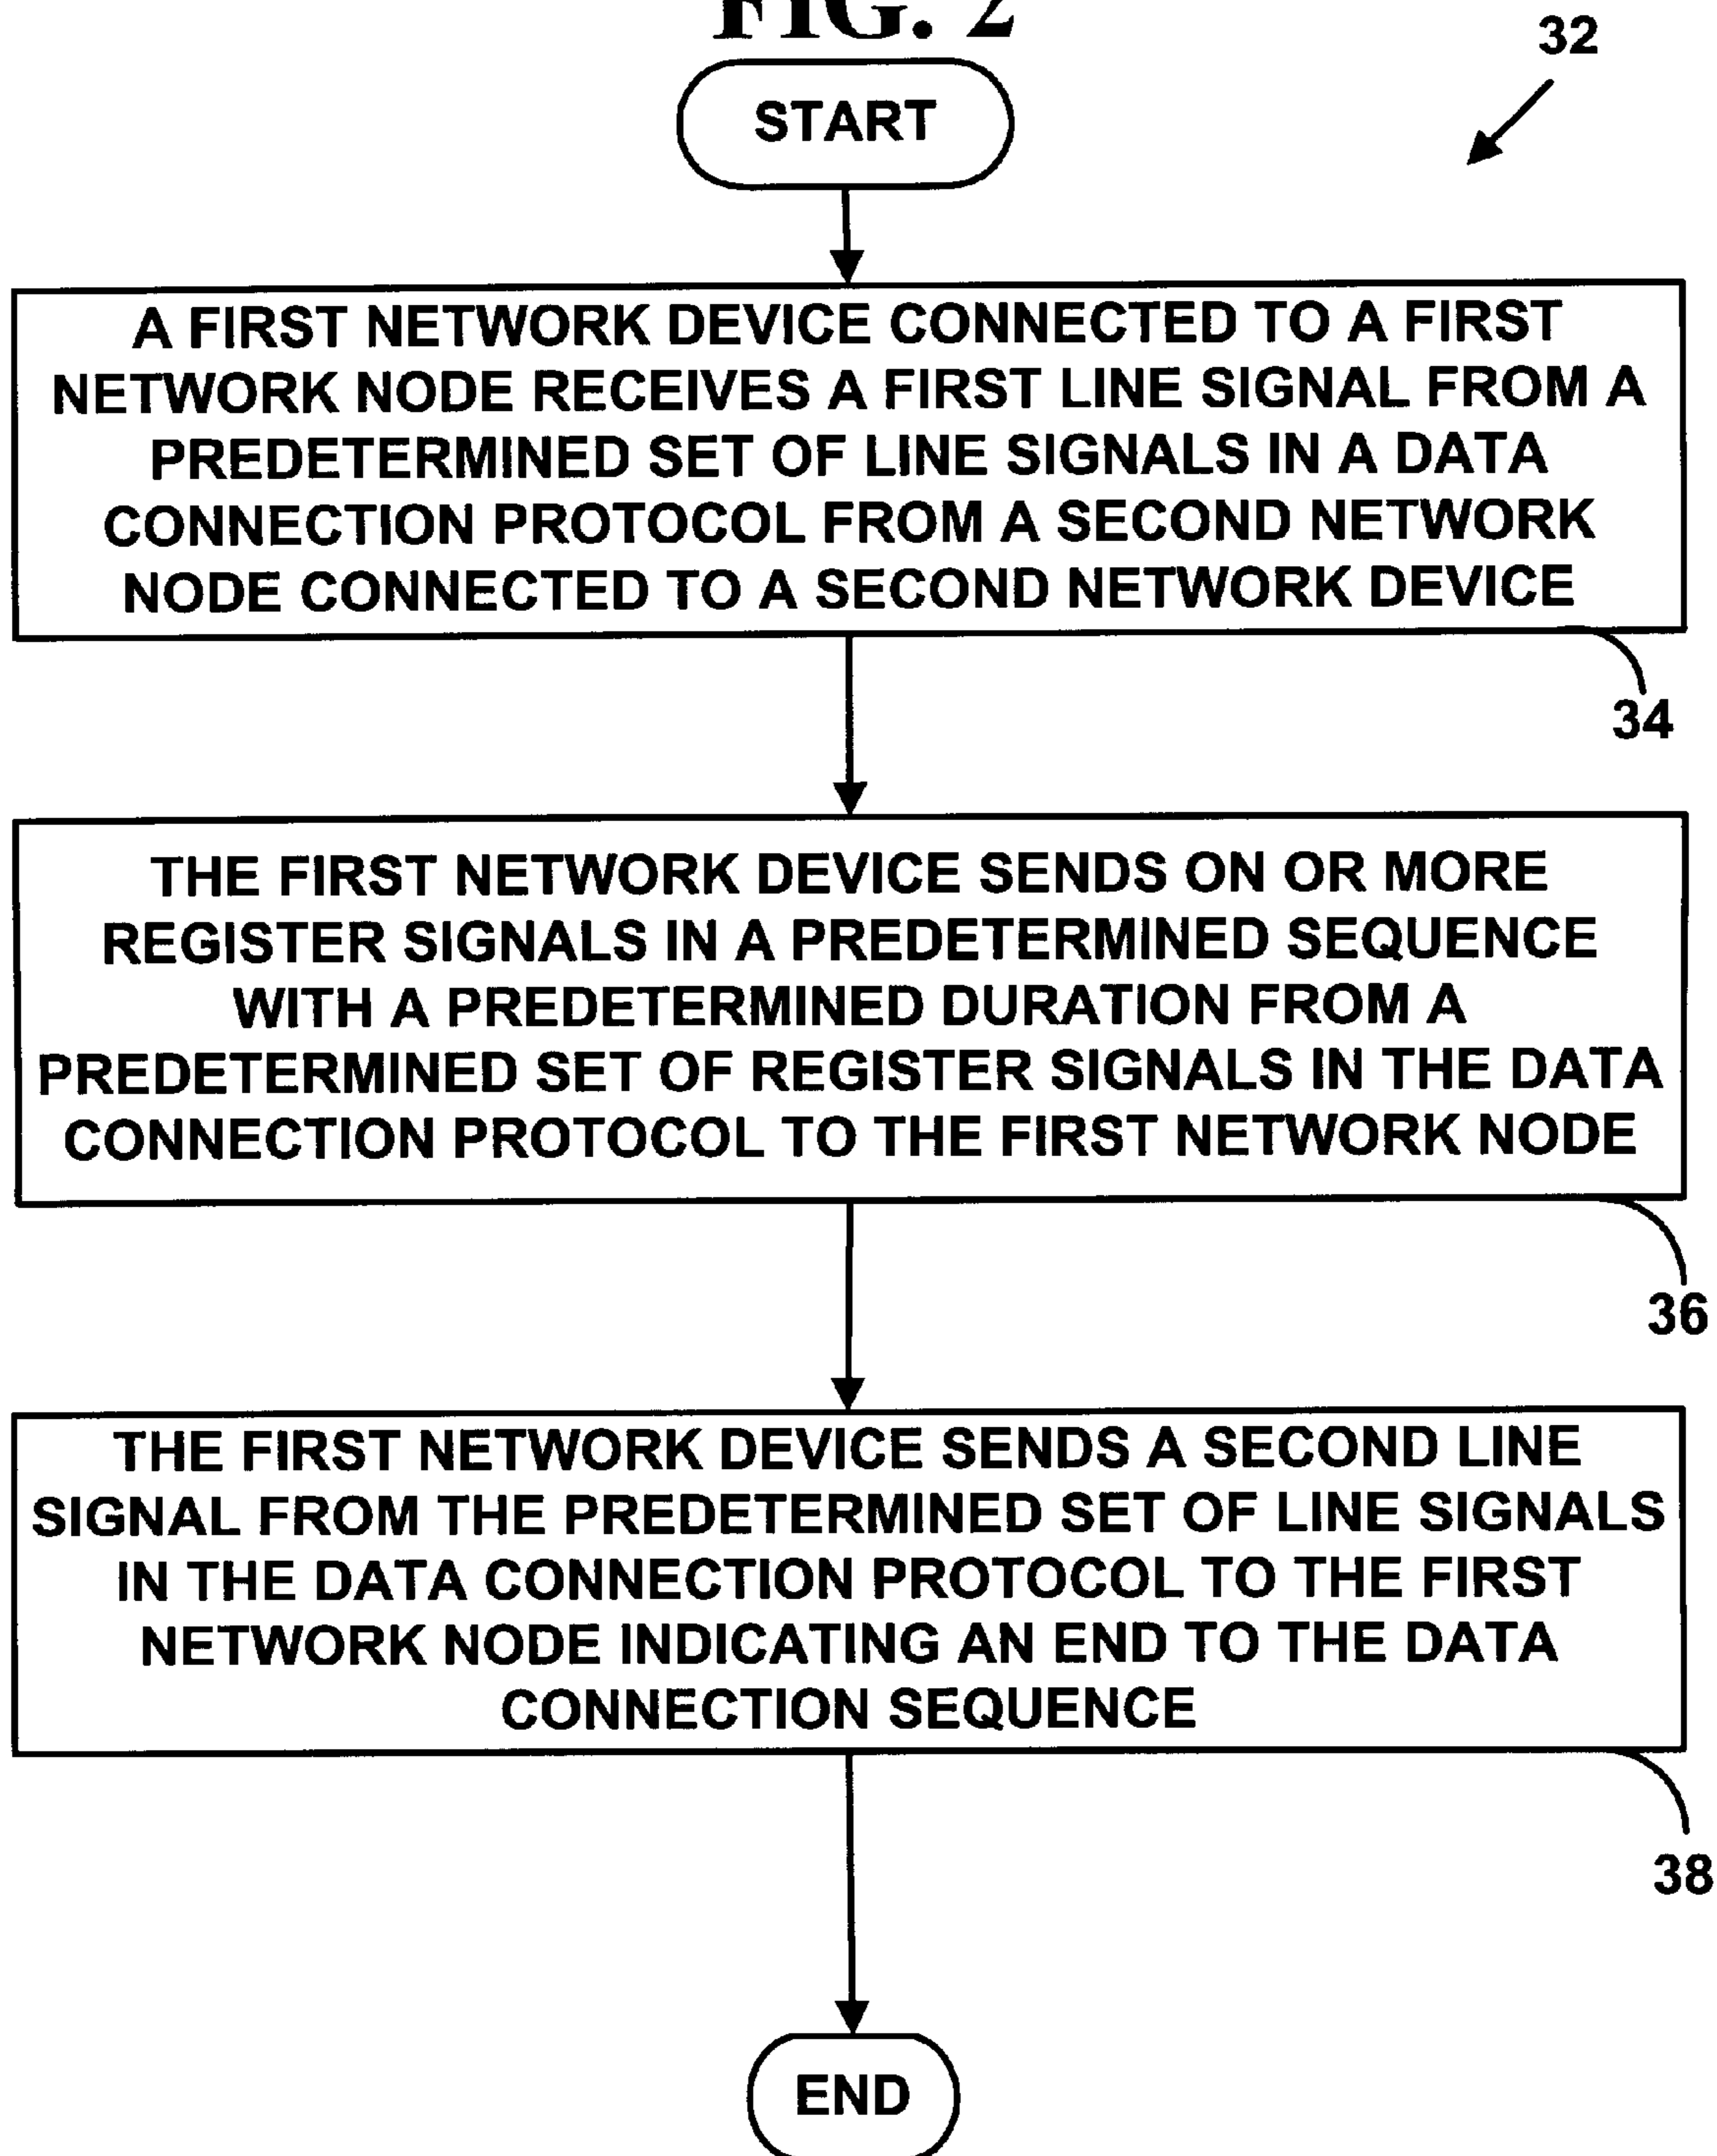 FIG. 2
32
START
A FIRST NETWORK DEVICE CONNECTED TO A FIRST
NETWORK NODE RECEIVES A FIRST LINE SIGNAL FROM A
PREDETERMINED SET OF LINE SIGNALS IN A DATA
CONNECTION PROTOCOL FROM A SECOND NETWORK
NODE CONNECTED TO A SECOND NETWORK DEVICE
34
THE FIRST NETWORK DEVICE SENDS ON OR MORE
REGISTER SIGNALS IN A PREDETERMINED SEQUENCE
WITH A PREDETERMINED DURATION FROM A
PREDETERMINED SET OF REGISTER SIGNALS IN THE DATA
CONNECTION PROTOCOL TO THE FIRST NETWORK NODE
36
THE FIRST NETWORK DEVICE SENDS A SECOND LINE
SIGNAL FROM THE PREDETERMINED SET OF LINE SIGNALS
IN THE DATA CONNECTION PROTOCOL TO THE FIRST
NETWORK NODE INDICATING AN END TO THE DATA
CONNECTION SEQUENCE
38
END